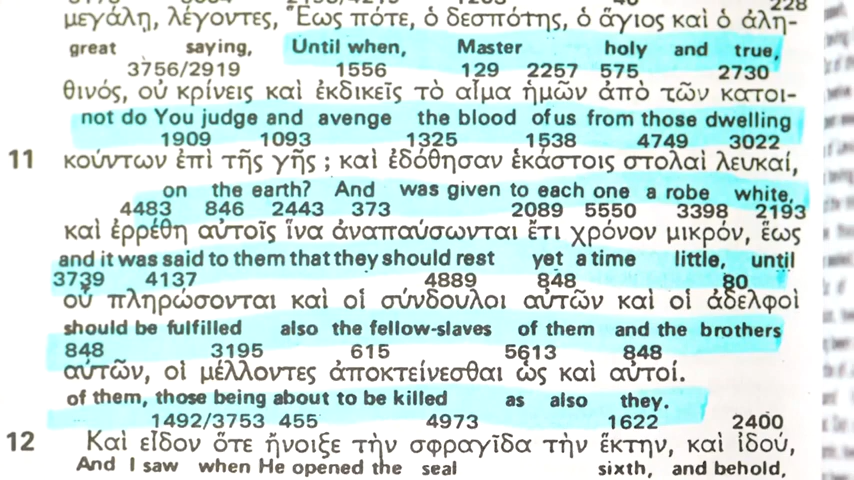 228
μεγάλη, λέγοντες, Ἕως πότε, ὁ δεσπότης, ὁ ἅγιος καὶ ὁ ἀλη-
great saying, Until when, Master holy and true,
3756/2919 1556 129 2257 575 2730
θινός, οὐ κρίνεις καὶ ἐκδικεῖς τὸ αἷμα ἡμῶν ἀπὸ τῶν κατοι-
not do You judge and avenge the blood of us from those dwelling
1909 1093 1325 1538 4749 3022
11 κούντων ἐπὶ τῆς γῆς ; καὶ ἐδόθησαν ἑκάστοις στολαὶ λευκαί,
on the earth? And was given to each one a robe white,
4483 846 2443 373 2089 5550 3398 2193
καὶ ἐρρέθη αὐτοῖς ἵνα ἀναπαύσωνται ἔτι χρόνον μικρόν, ἕως
and it was said to them that they should rest yet a time little, until
3739 4137 4889 848 80
οὗ πληρώσονται καὶ οἱ σύνδουλοι αὐτῶν καὶ οἱ ἀδελφοὶ
should be fulfilled also the fellow-slaves of them and the brothers
848 3195 615 5613 848
αὐτῶν, οἱ μέλλοντες ἀποκτείνεσθαι ὡς καὶ αὐτοί.
of them, those being about to be killed as also they.
1492/3753 455 4973 1622 2400
12 Καὶ εἶδον ὅτε ἤνοιξε τὴν σφραγῖδα τὴν ἕκτην, καὶ ἰδού,
And I saw when He opened the seal sixth, and behold,